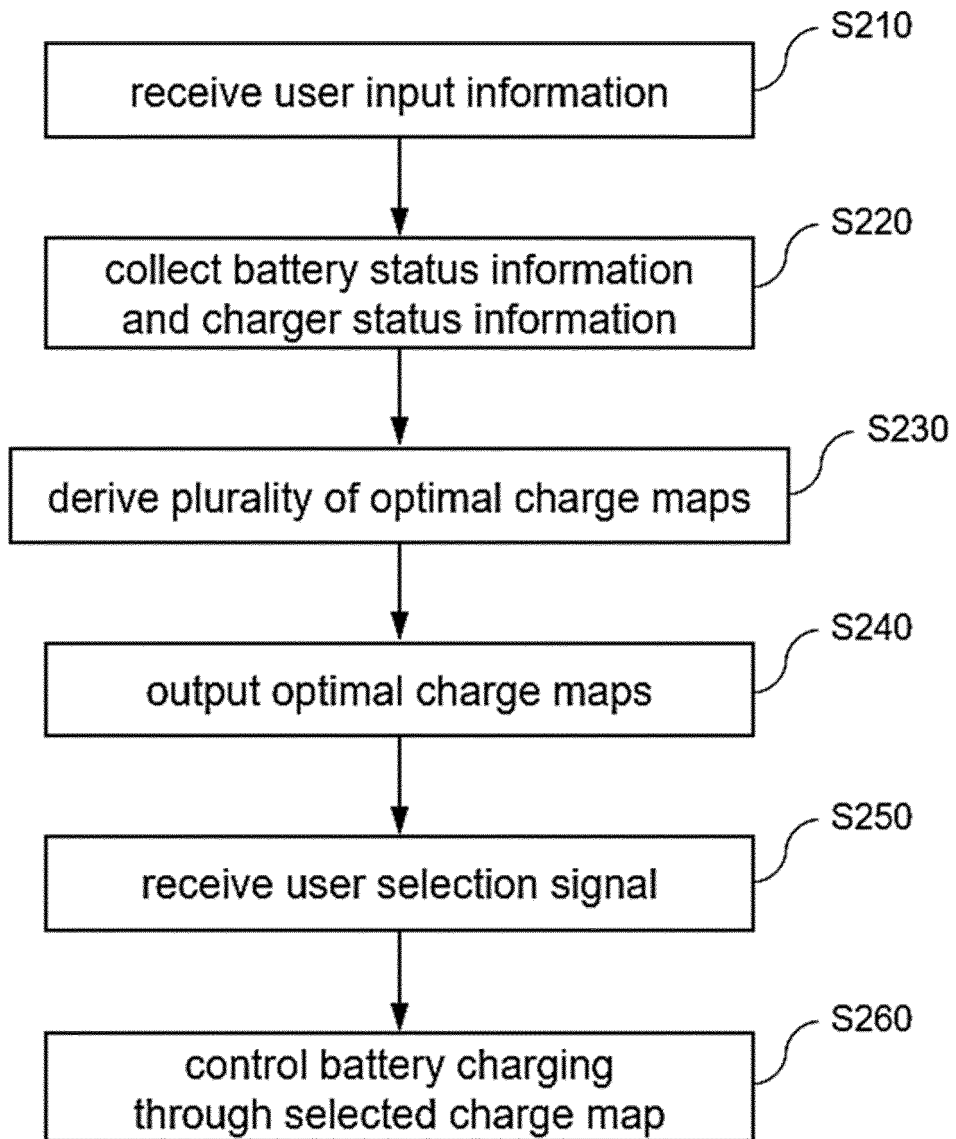 S210
receive user input information
S220
collect battery status information
and charger status information
S230
derive plurality of optimal charge maps
S240
output optimal charge maps
S250
receive user selection signal
S260
control battery charging
through selected charge map